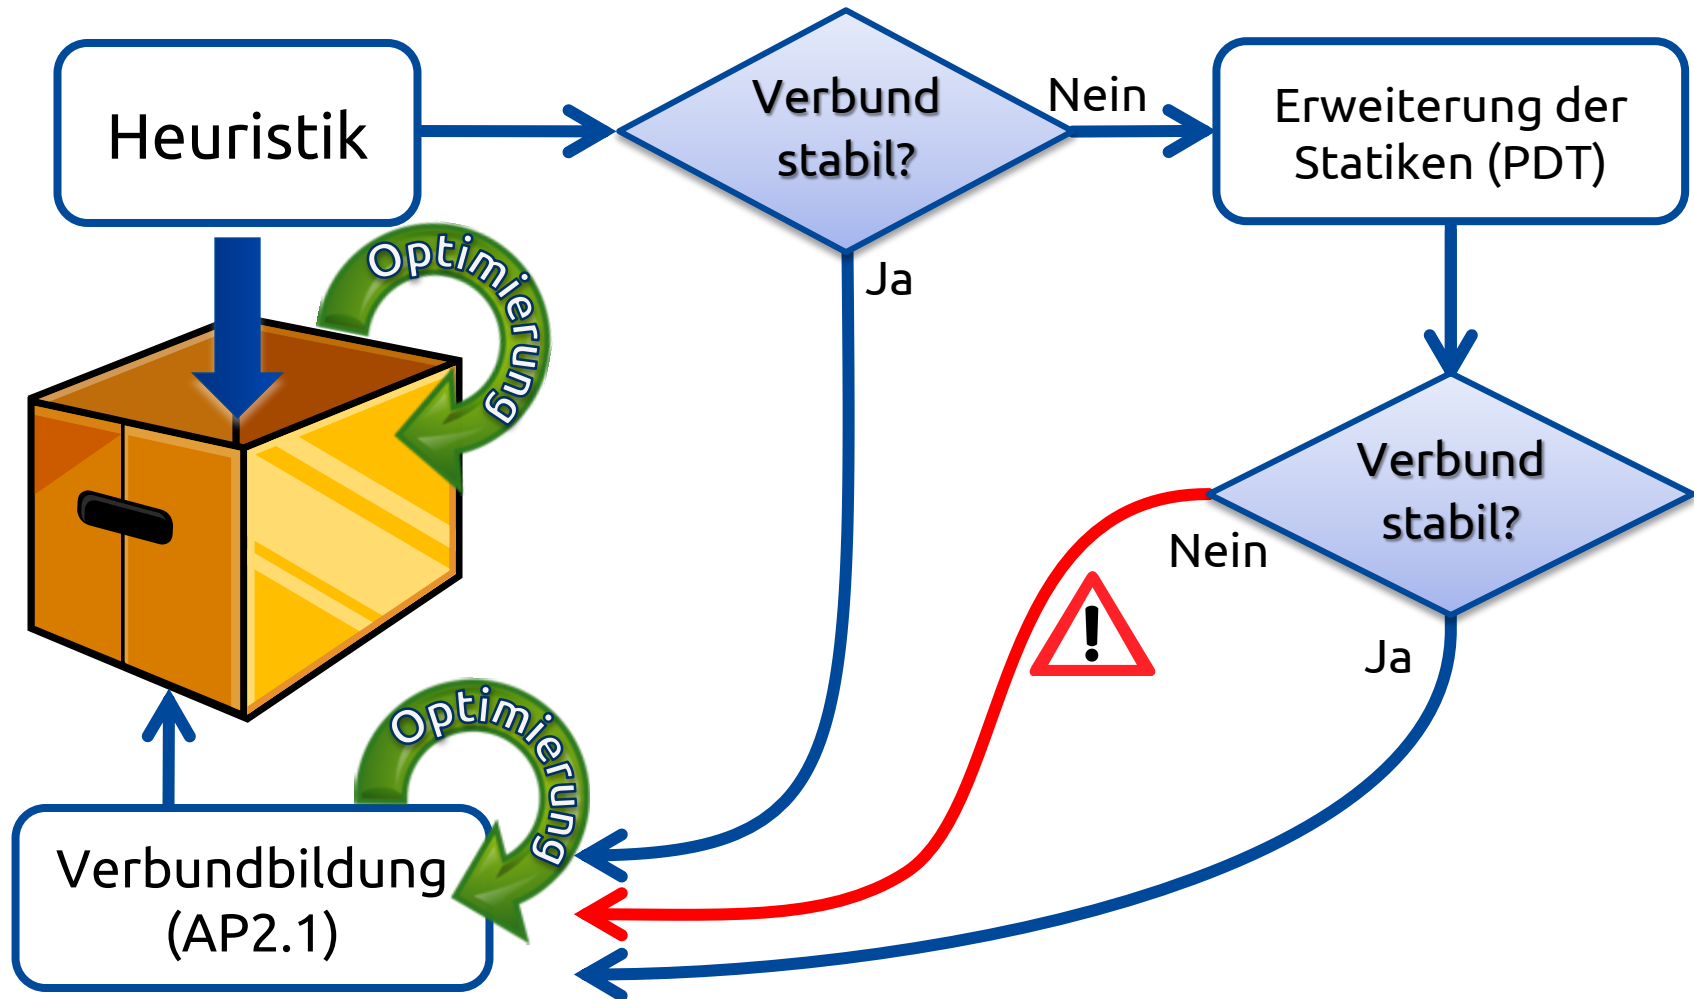 Heuristik
Verbund
stabil?
Nein
Erweiterung der
Statiken (PDT)
Optimierung
Ja
Verbund
stabil?
Nein
!
Ja
Optimierung
Verbundbildung
(AP2.1)